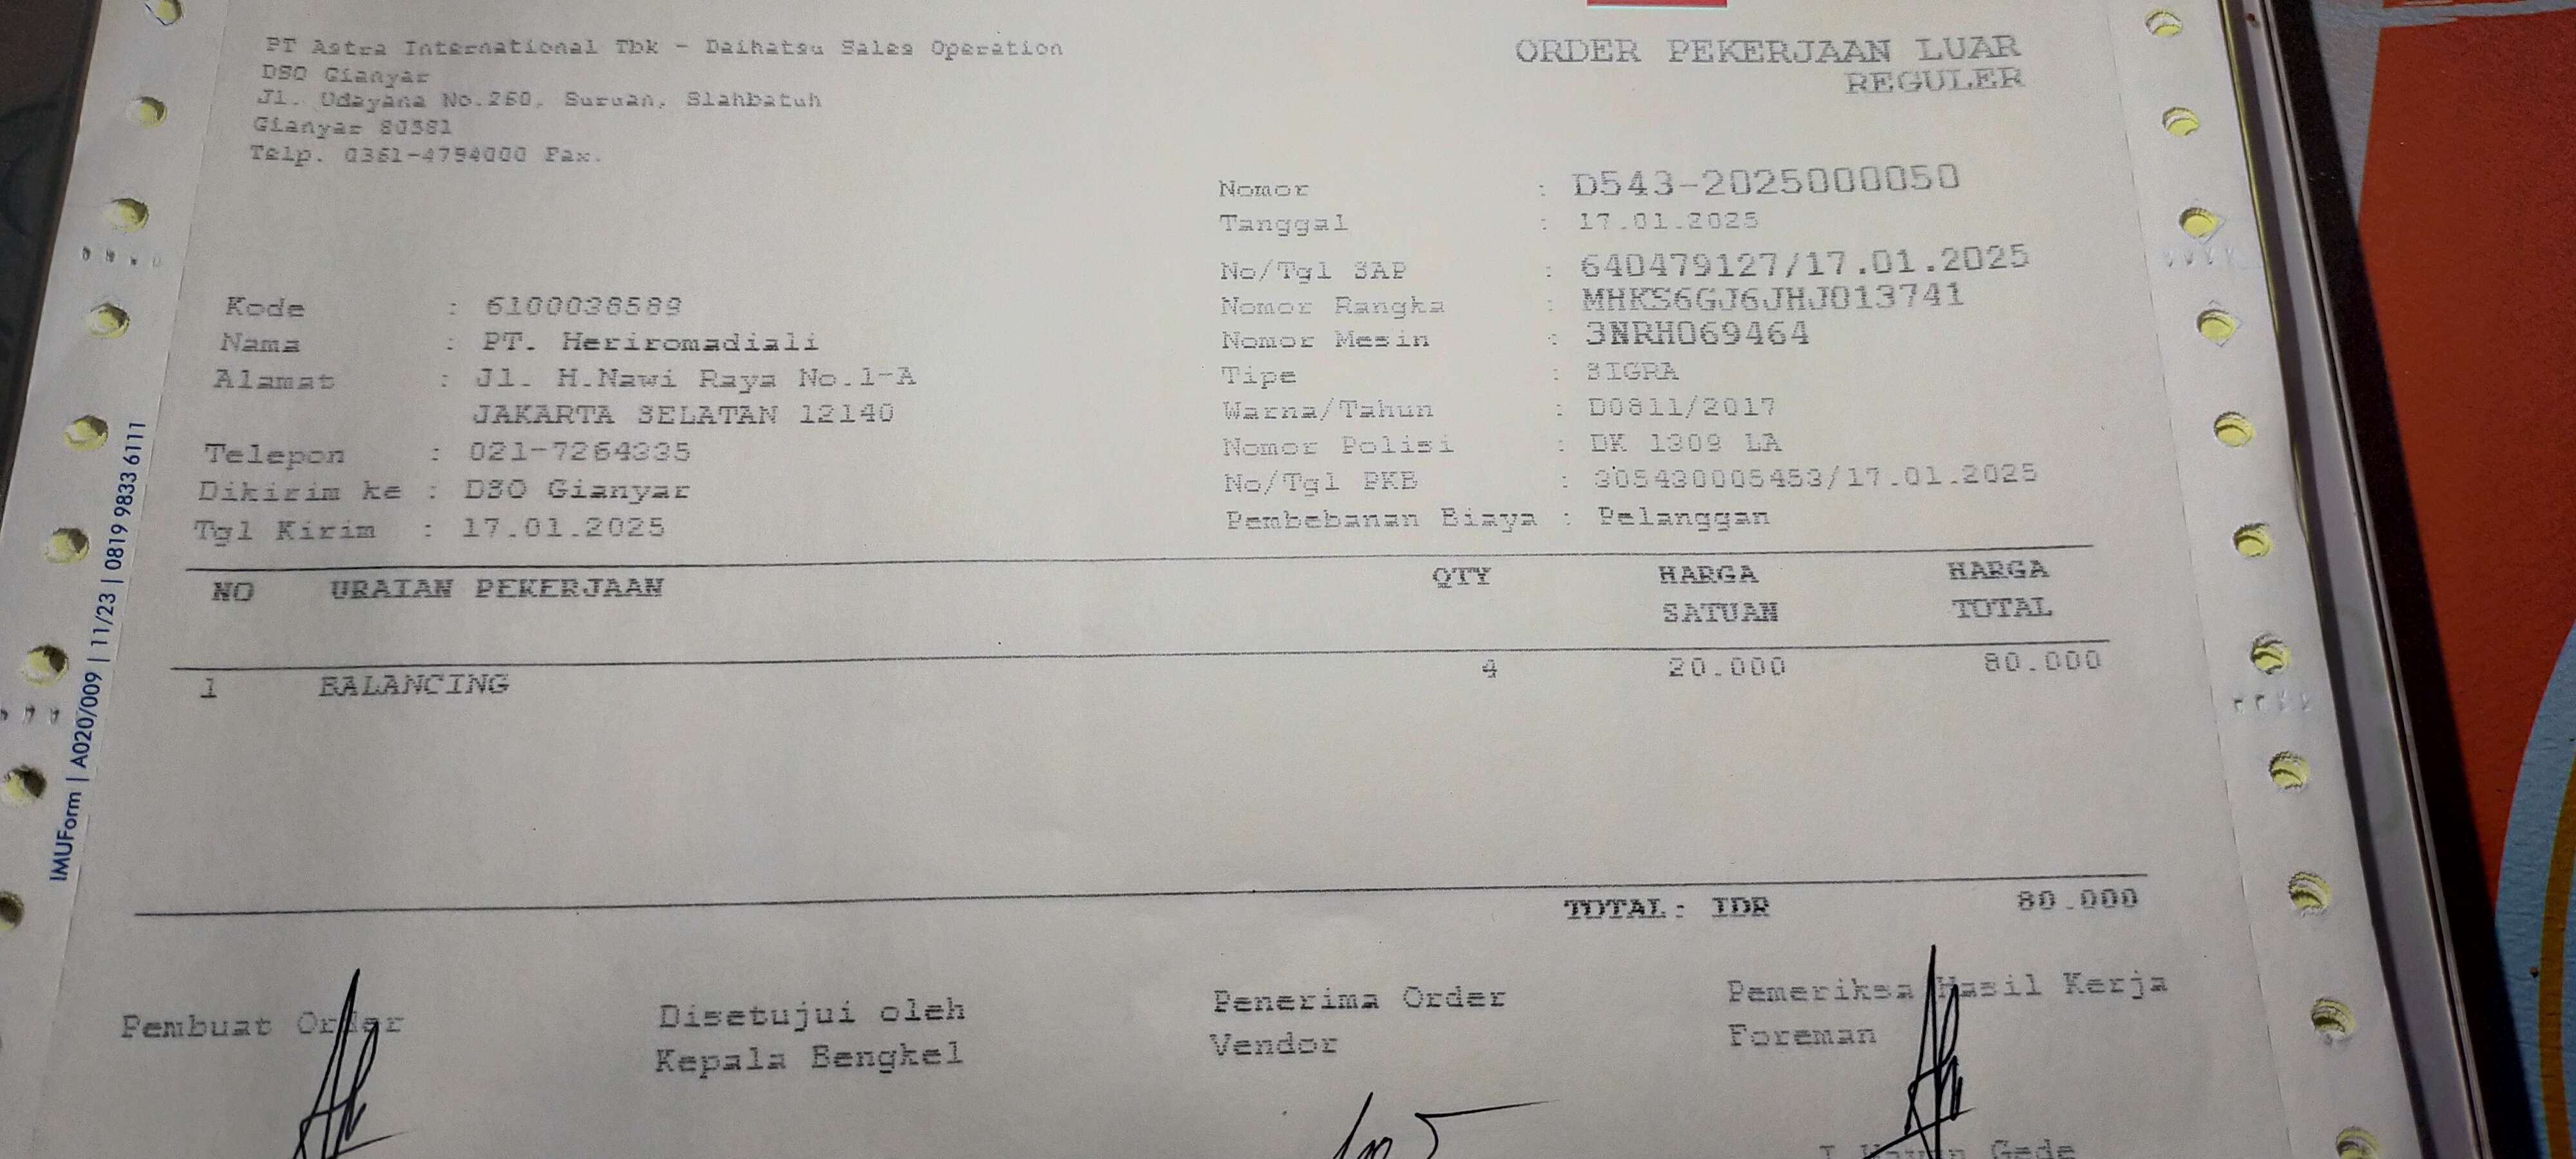 PT Astra International Tbk - Daihatsu Sales Operation
DSO Gianyar
Jl. Udayana No.260, Suruan, Blahbatuh
Gianyar 80581
Telp. 0361-4794000 Fax.
ORDER PEKERJAAN LUAR
REGULER
Nomor : D543-2025000050
Tanggal : 17.01.2025
No/Tgl SAP : 640479127/17.01.2025
Nomor Rangka : MHKS6GJ6JHJ013741
Nomor Mesin : 3NRH069464
Tipe : SIGRA
Warna/Tahun : D0811/2017
Nomor Polisi : DK 1309 LA
No/Tgl PKB : 305430005453/17.01.2025
Pembebanan Biaya : Pelanggan
Kode : 6100038589
Nama : PT. Heriromadiali
Alamat : Jl. H.Nawi Raya No.1-A
JAKARTA SELATAN 12140
Telepon : 021-7264335
Dikirim ke : DSO Gianyar
Tgl Kirim : 17.01.2025
NO URAIAN PEKERJAAN QTY HARGA SATUAN HARGA TOTAL
1 BALANCING 4 20.000 80.000
TOTAL: IDR 80.000
Pembuat Order
Disetujui oleh
Kepala Bengkel
Penerima Order
Vendor
Pemeriksa Hasil Kerja
Foreman
Gede
IMUForm | A020/009 | 11/23 | 0819 9833 6111